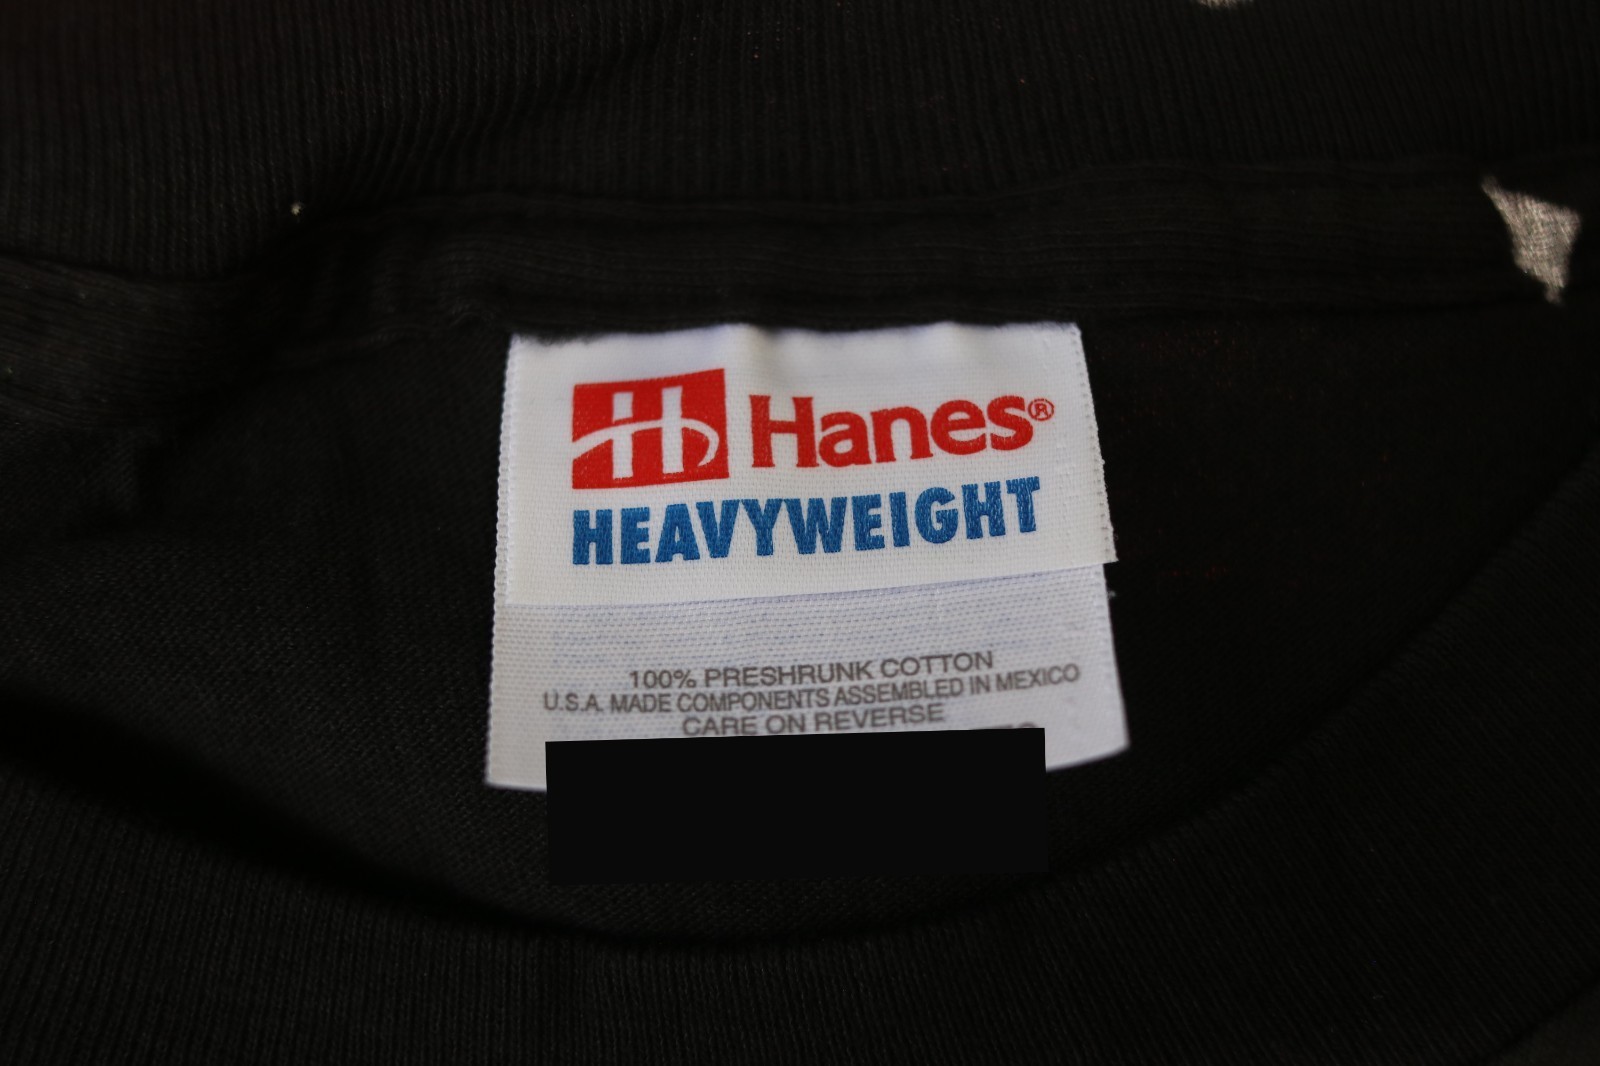 H Hanes®
HEAVYWEIGHT
100% PRESHRUNK COTTON
U.S.A. MADE COMPONENTS ASSEMBLED IN MEXICO
CARE ON REVERSE